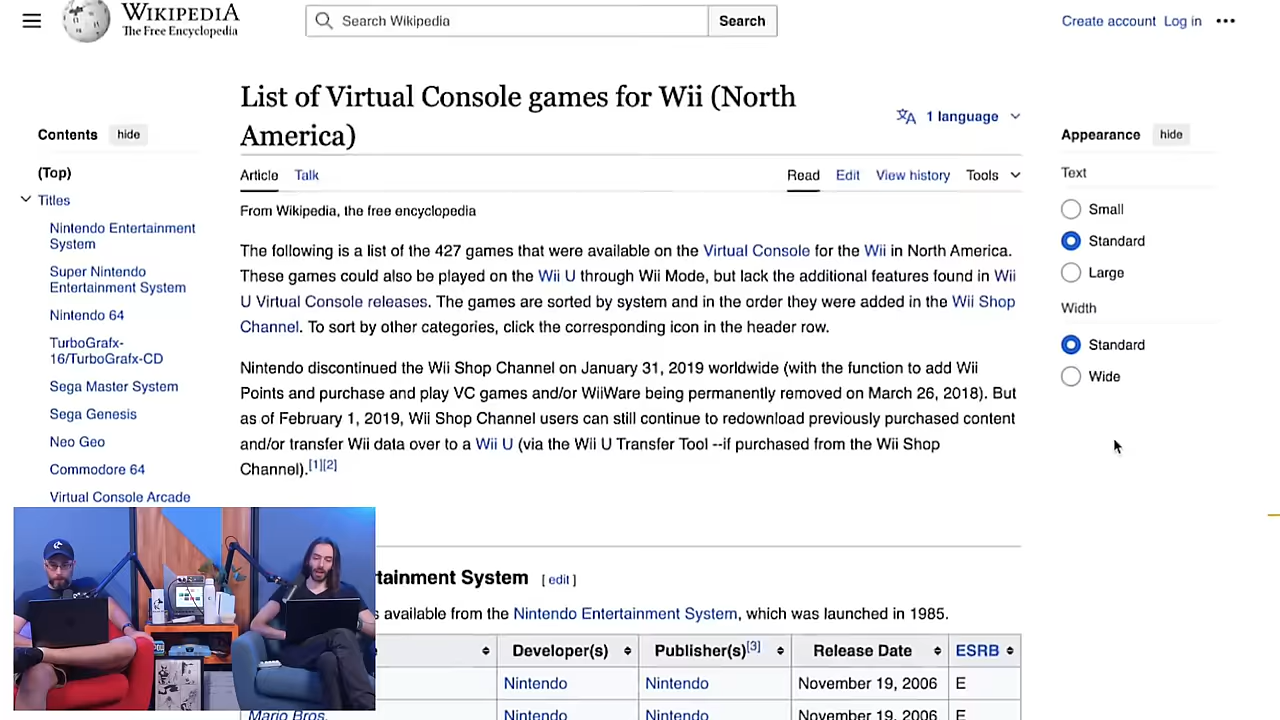 WIKIPEDIA
The Free Encyclopedia
Search Wikipedia
Search
Create account Log in
List of Virtual Console games for Wii (North
America)
1 language
Contents hide
(Top)
Titles
Nintendo Entertainment
System
Super Nintendo
Entertainment System
Nintendo 64
TurboGrafx-
16/TurboGrafx-CD
Sega Master System
Sega Genesis
Neo Geo
Commodore 64
Virtual Console Arcade
Article Talk
Read Edit View history Tools
From Wikipedia, the free encyclopedia
The following is a list of the 427 games that were available on the Virtual Console for the Wii in North America.
These games could also be played on the Wii U through Wii Mode, but lack the additional features found in Wii
U Virtual Console releases. The games are sorted by system and in the order they were added in the Wii Shop
Channel. To sort by other categories, click the corresponding icon in the header row.
Nintendo discontinued the Wii Shop Channel on January 31, 2019 worldwide (with the function to add Wii
Points and purchase and play VC games and/or WiiWare being permanently removed on March 26, 2018). But
as of February 1, 2019, Wii Shop Channel users can still continue to redownload previously purchased content
and/or transfer Wii data over to a Wii U (via the Wii U Transfer Tool --if purchased from the Wii Shop
Channel).[1][2]
tainment System [ edit ]
available from the Nintendo Entertainment System, which was launched in 1985.
Developer(s) Publisher(s)[3] Release Date ESRB
Nintendo Nintendo November 19, 2006 E
Mario Bros. Nintendo Nintendo November 19, 2006 E
Appearance hide
Text
Small
Standard
Large
Width
Standard
Wide